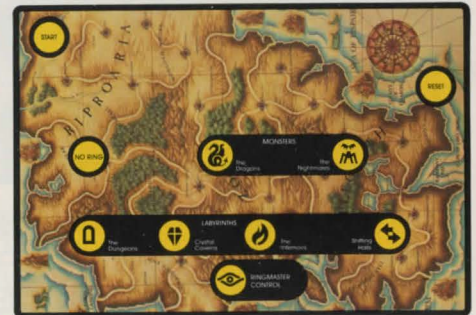 START
RIPROARIA
RESET
NO RING
MONSTERS
The Dragons
The Nightmares
LABYRINTHS
The Dungeons
Crystal Caverns
The Infernos
Shifting Halls
RINGMASTER CONTROL